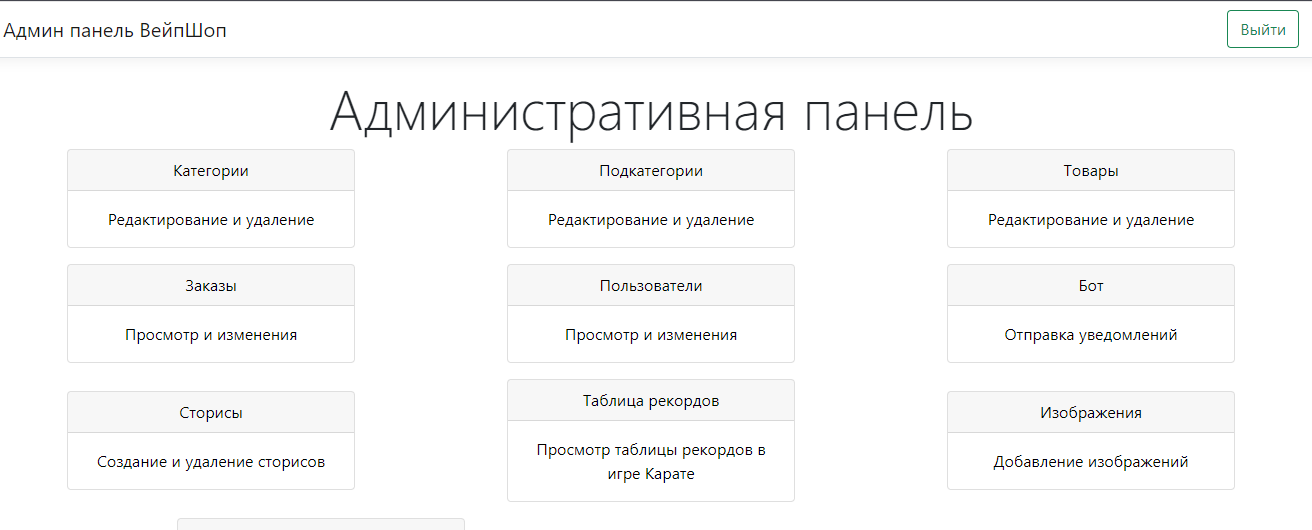 Админ панель ВейпШоп
Выйти
Административная панель
Категории
Редактирование и удаление
Подкатегории
Редактирование и удаление
Товары
Редактирование и удаление
Заказы
Просмотр и изменения
Пользователи
Просмотр и изменения
Бот
Отправка уведомлений
Сторисы
Создание и удаление сторисов
Таблица рекордов
Просмотр таблицы рекордов в
игре Карате
Изображения
Добавление изображений